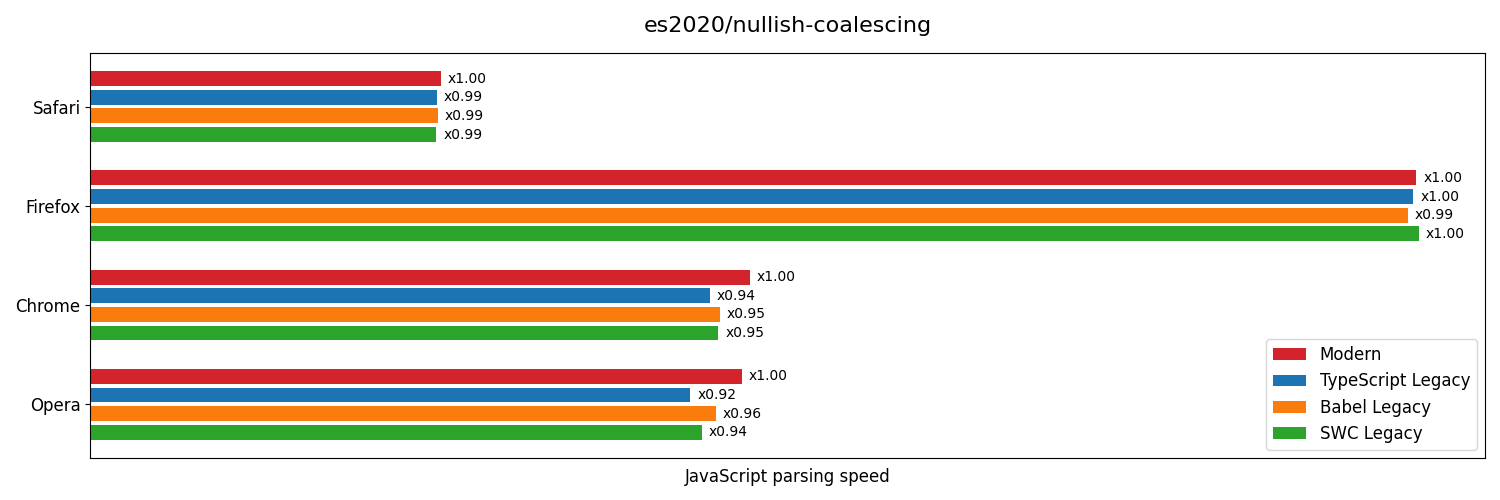 es2020/nullish-coalescing
Safari
x1.00
x0.99
x0.99
x0.99
Firefox
x1.00
x1.00
x0.99
x1.00
Chrome
x1.00
x0.94
x0.95
x0.95
Opera
x1.00
x0.92
x0.96
x0.94
Modern
TypeScript Legacy
Babel Legacy
SWC Legacy
JavaScript parsing speed